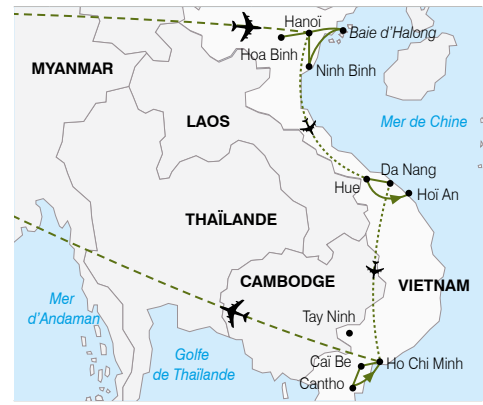 Hanoï
Baie d'Halong
Hoa Binh
Ninh Binh
MYANMAR
LAOS
Mer de Chine
Da Nang
Hue
Hoï An
THAÏLANDE
CAMBODGE
VIETNAM
Mer
d'Andaman
Tay Ninh
Golfe
de Thaïlande
Caï Be
Ho Chi Minh
Cantho